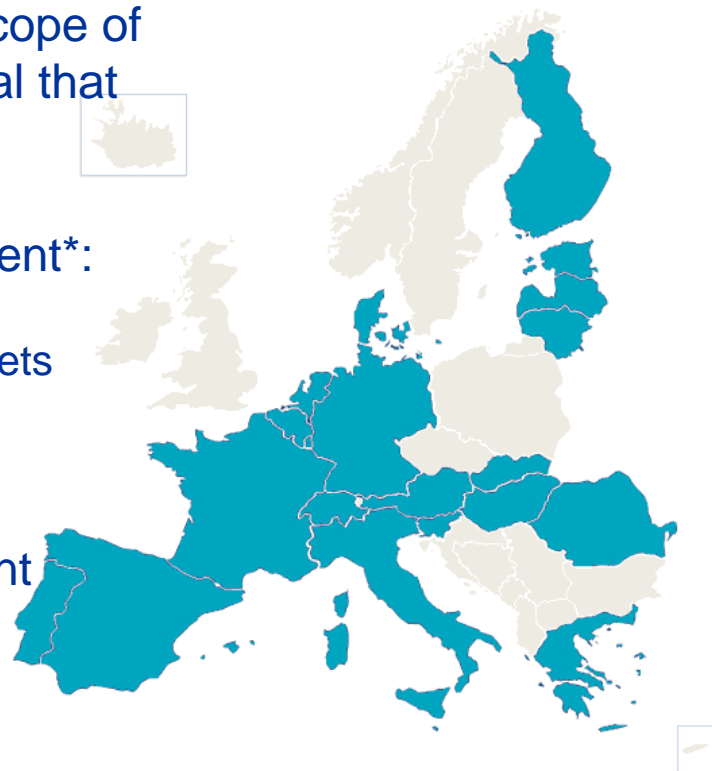 cope of
al that
ent*:
ets
nt